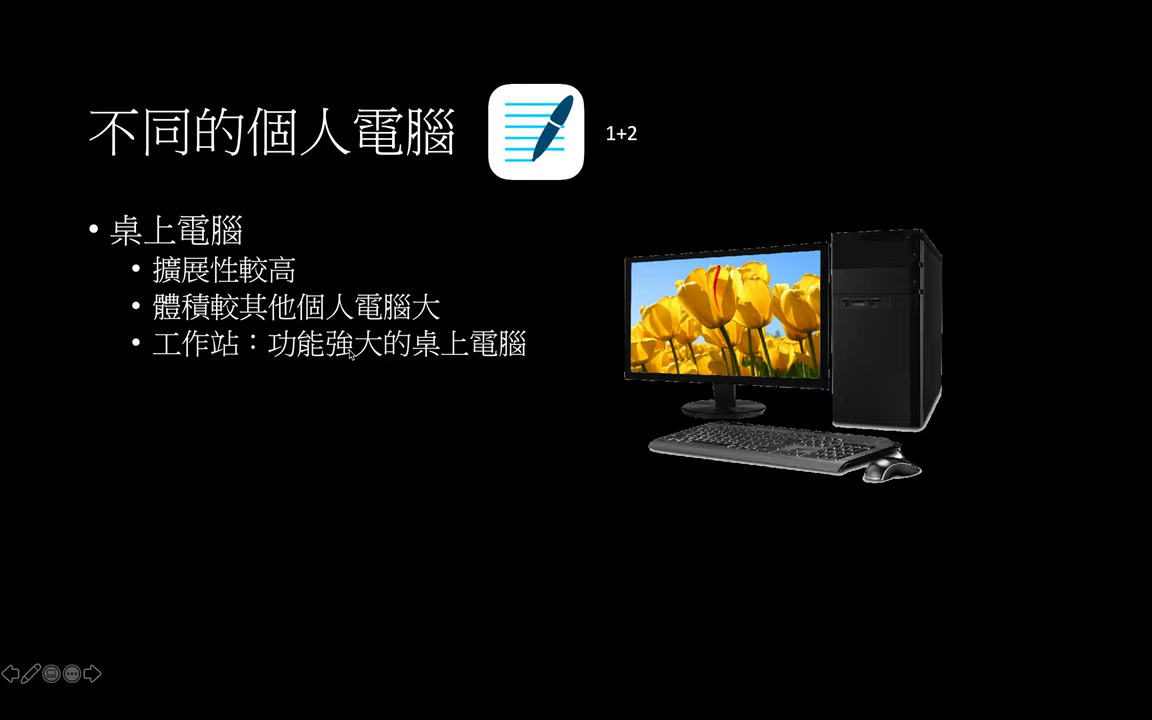 不同的個人電腦
1+2
• 桌上電腦
• 擴展性較高
• 體積較其他個人電腦大
• 工作站：功能強大的桌上電腦